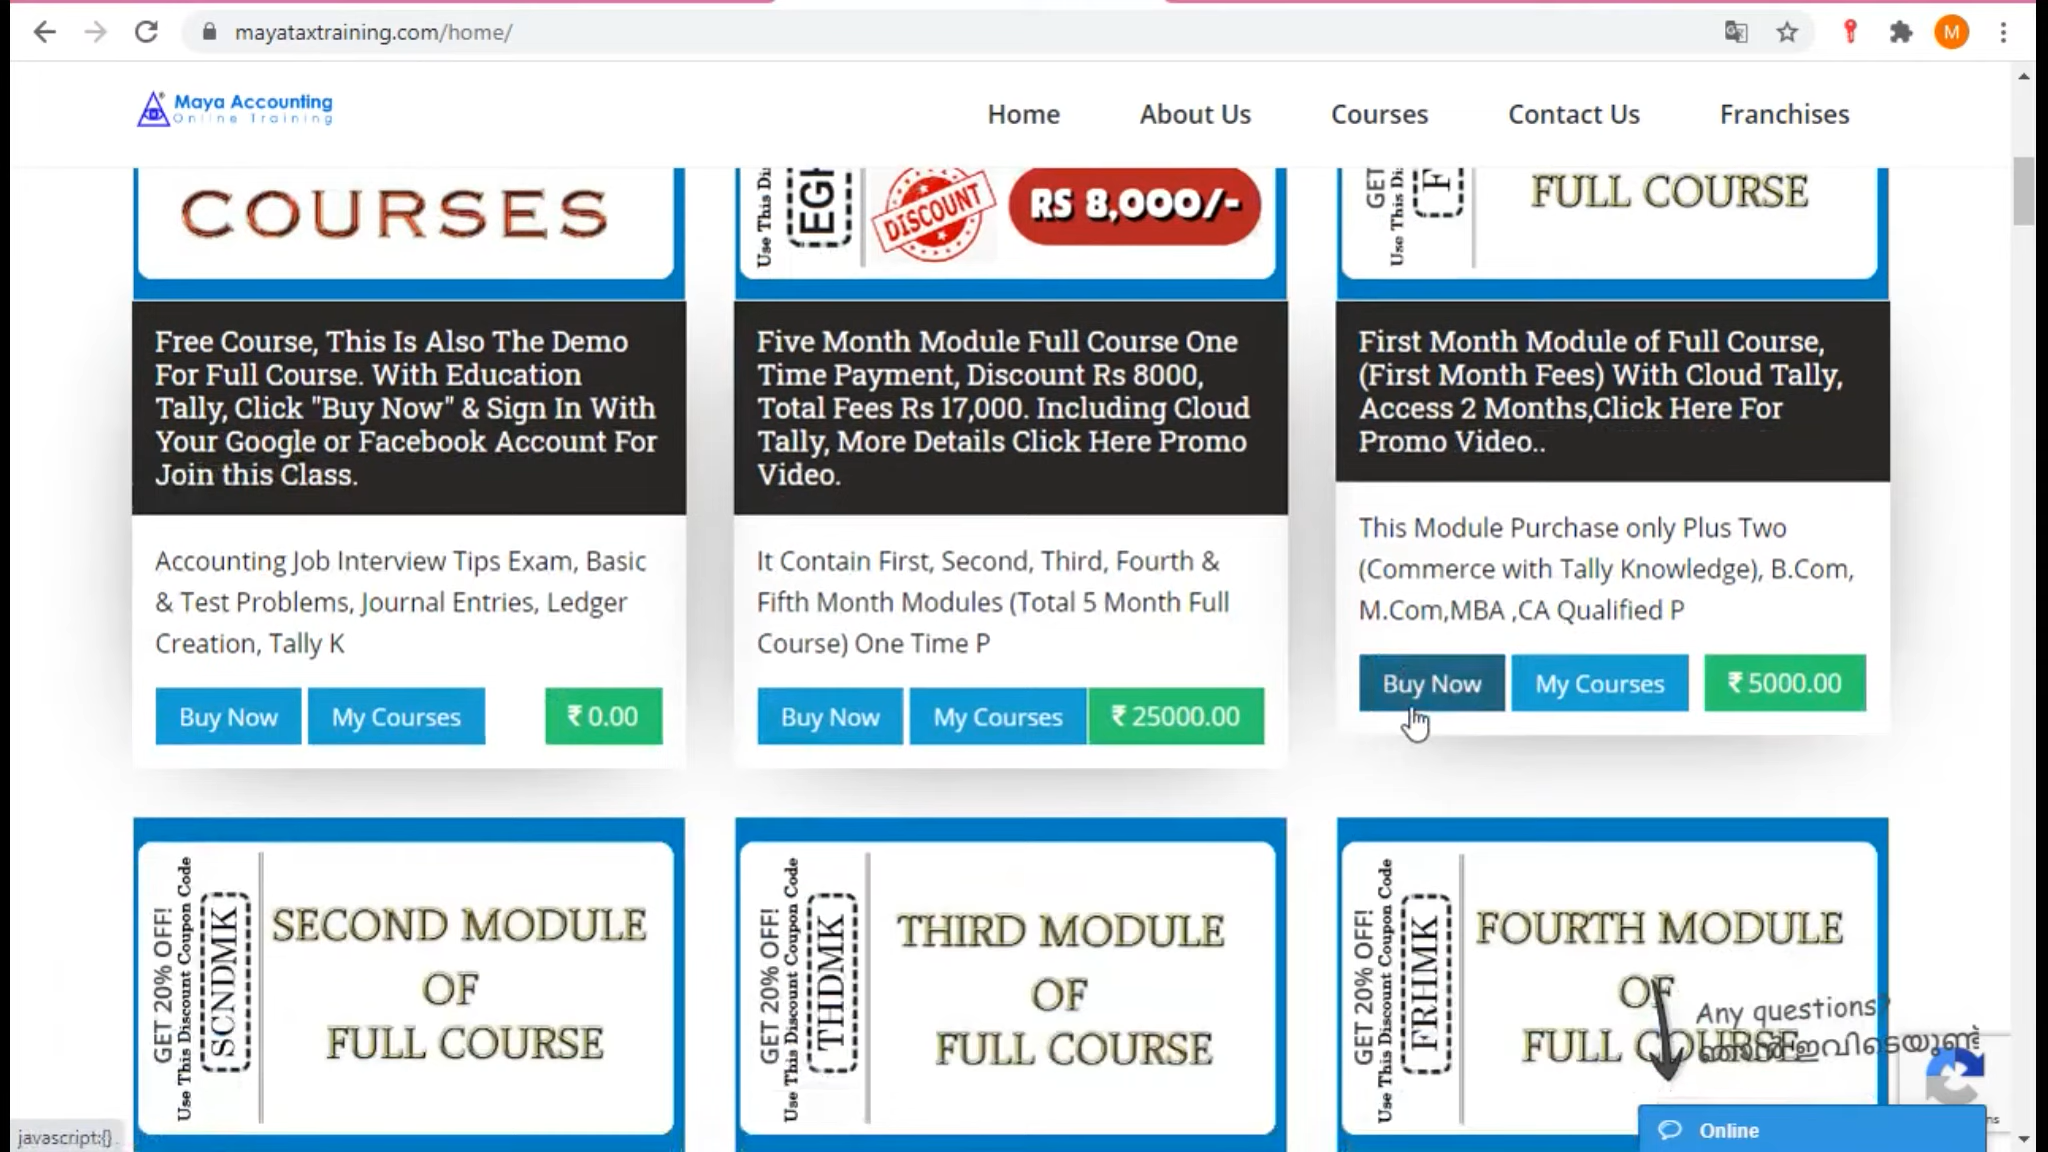 mayataxtraining.com/home/
M
Maya Accounting
Online Training
Home
About Us
Courses
Contact Us
Franchises
COURSES
Use This Di
EGF
DISCOUNT
RS 8,000/-
GET
Use This Di
F
FULL COURSE
Free Course, This Is Also The Demo
For Full Course. With Education
Tally, Click "Buy Now" & Sign In With
Your Google or Facebook Account For
Join this Class.
Accounting Job Interview Tips Exam, Basic
& Test Problems, Journal Entries, Ledger
Creation, Tally K
Buy Now
My Courses
₹ 0.00
Five Month Module Full Course One
Time Payment, Discount Rs 8000,
Total Fees Rs 17,000. Including Cloud
Tally, More Details Click Here Promo
Video.
It Contain First, Second, Third, Fourth &
Fifth Month Modules (Total 5 Month Full
Course) One Time P
Buy Now
My Courses
₹ 25000.00
First Month Module of Full Course,
(First Month Fees) With Cloud Tally,
Access 2 Months,Click Here For
Promo Video..
This Module Purchase only Plus Two
(Commerce with Tally Knowledge), B.Com,
M.Com,MBA ,CA Qualified P
Buy Now
My Courses
₹ 5000.00
GET 20% OFF!
Use This Discount Coupon Code
SCNDMK
SECOND MODULE
OF
FULL COURSE
GET 20% OFF!
Use This Discount Coupon Code
THDMK
THIRD MODULE
OF
FULL COURSE
GET 20% OFF!
Use This Discount Coupon Code
FRHMK
FOURTH MODULE
OF
FULL COURSE
Any questions?
ഞാൻ ഇവിടെയുണ്ട്
Online
javascript:{}